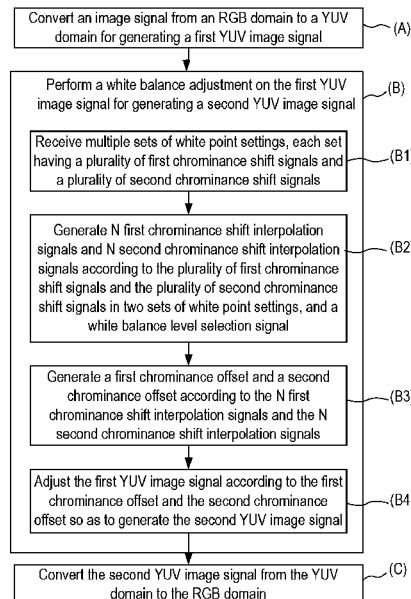 Convert an image signal from an RGB domain to a YUV
domain for generating a first YUV image signal
(A)
Perform a white balance adjustment on the first YUV
image signal for generating a second YUV image signal
(B)
Receive multiple sets of white point settings, each set
having a plurality of first chrominance shift signals and
a plurality of second chrominance shift signals
(B1)
Generate N first chrominance shift interpolation
signals and N second chrominance shift interpolation
signals according to the plurality of first chrominance
shift signals and the plurality of second chrominance
shift signals in two sets of white point settings, and a
white balance level selection signal
(B2)
Generate a first chrominance offset and a second
chrominance offset according to the N first
chrominance shift interpolation signals and the N
second chrominance shift interpolation signals
(B3)
Adjust the first YUV image signal according to the first
chrominance offset and the second chrominance
offset so as to generate the second YUV image signal
(B4
Convert the second YUV image signal from the YUV
domain to the RGB domain
(C)